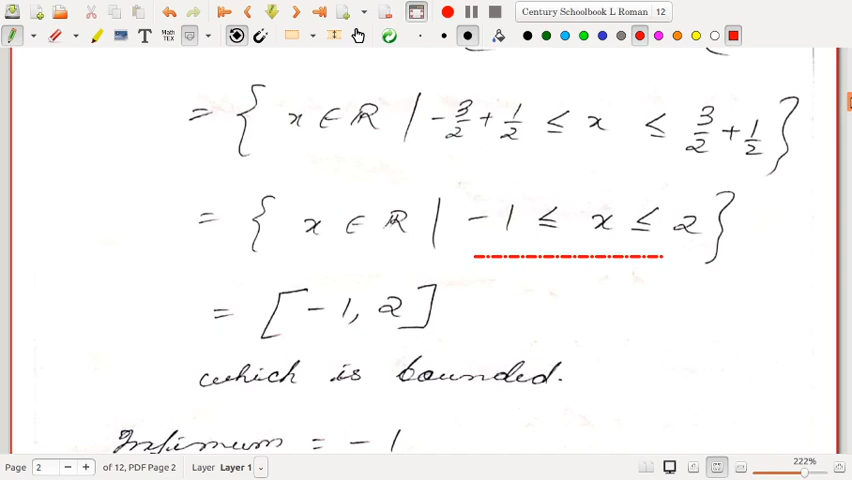 Century Schoolbook L Roman 12
= { x ∈ R | -3/2 + 1/2 ≤ x ≤ 3/2 + 1/2 }
= { x ∈ R | -1 ≤ x ≤ 2 }
= [-1, 2]
which is bounded.
Infimum = -1
Page 2 of 12, PDF Page 2 Layer Layer 1 222%